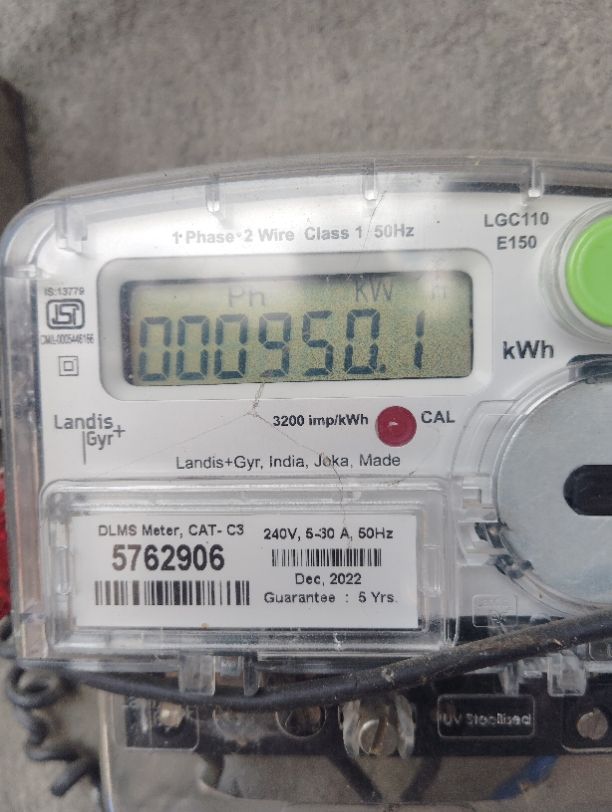 1 Phase 2 Wire Class 1 50Hz
LGC110
E150
IS:13779
CM/L-0005446166
Ph kW h
000950.1
kWh
Landis
Gyr+
3200 imp/kWh
CAL
Landis+Gyr, India, Joka, Made
DLMS Meter, CAT- C3
5762906
240V, 5-30 A, 50Hz
Dec, 2022
Guarantee : 5 Yrs.
UV Stabilised